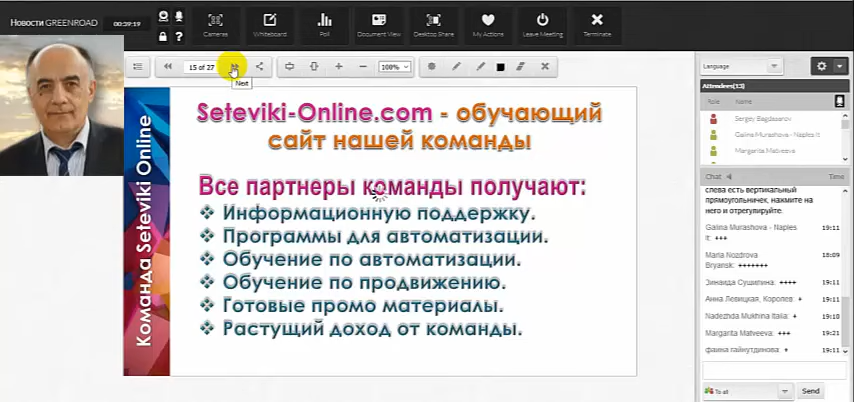 Новости GREENROAD
00:39:19
Cameras
Whiteboard
Poll
Document View
Desktop Share
My Actions
Leave Meeting
Terminate
?
15 of 27
Next
100%
Команда Seteviki Online
Seteviki-Online.com - обучающий
сайт нашей команды
Все партнеры команды получают:
Информационную поддержку.
Программы для автоматизации.
Обучение по автоматизации.
Обучение по продвижению.
Готовые промо материалы.
Растущий доход от команды.
Language
Attendees(13)
Role Name
Sergey Bagdasarov
Galina Murashova - Naples It
Margarita Matveeva
Chat Time
слева есть вертикальный
прямоугольничек, нажмите на
него и отрегулируйте.
Galina Murashova - Naples 19:11
It: +++
Maria Nozdrova 18:09
Bryansk: +++++++
Зинаида Сушилина: ++++ 19:11
Анна Левицкая, Королев: + 19:11
Nadezhda Mukhina Italia: + 19:10
Margarita Matveeva: +++ 19:21
фаина гайнутдинова: + 19:11
To all
Send